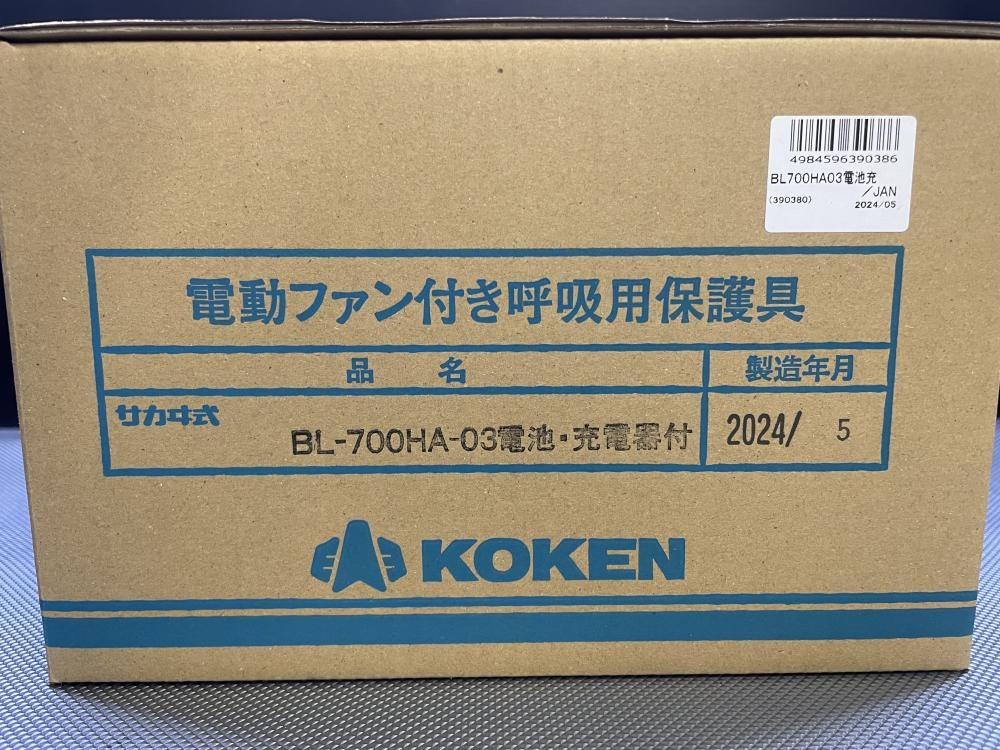 4984596390386
BL700HA03電池充
/JAN
(390380)
2024/05
電動ファン付き呼吸用保護具
品名
製造年月
サカヰ式
BL-700HA-03電池・充電器付
2024/ 5
KOKEN